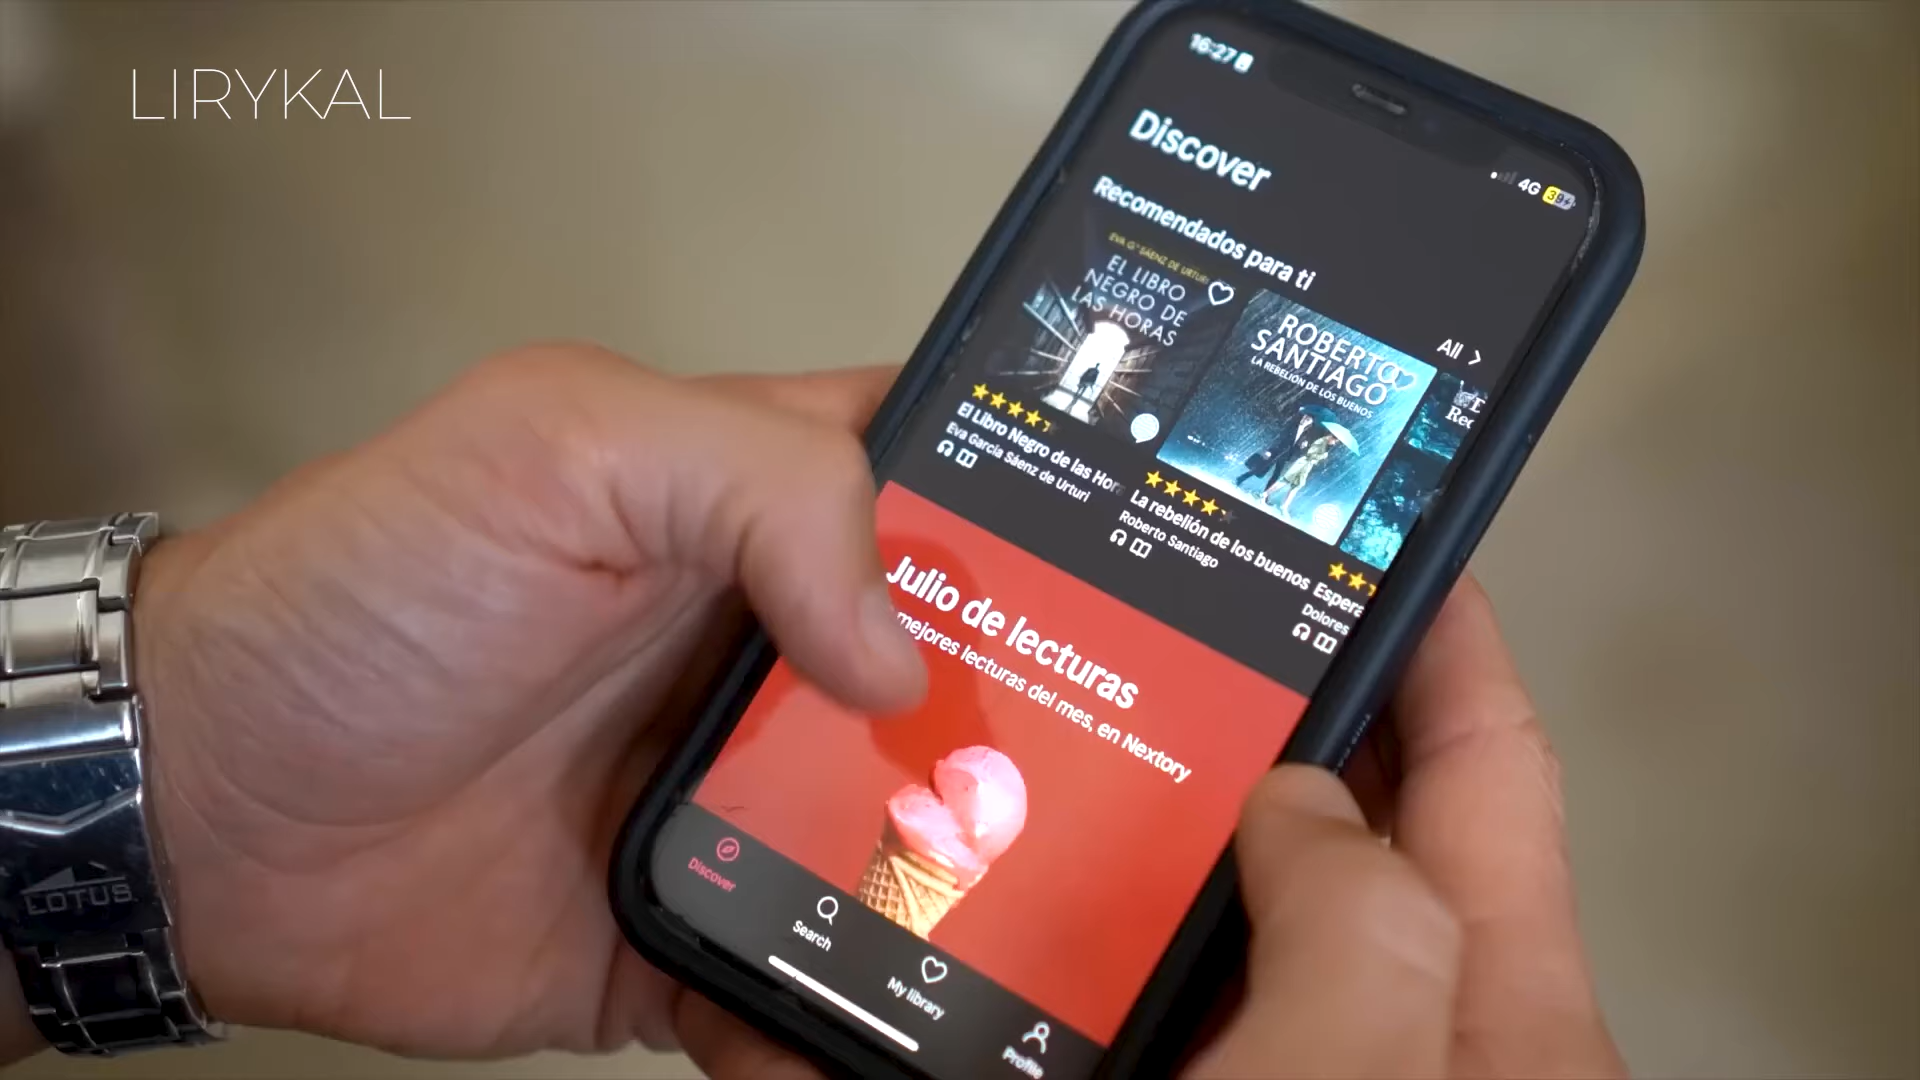 LIRYKAL
16:27
4G
39
Discover
Recomendados para ti
All >
EVA Gª SÁENZ DE URTURI
EL LIBRO
NEGRO DE
LAS HORAS
ROBERTO
SANTIAGO
LA REBELIÓN DE LOS BUENOS
El Libro Negro de las Hor
Eva García Sáenz de Urturi
La rebelión de los buenos
Roberto Santiago
Espera
Dolores
Julio de lecturas
mejores lecturas del mes, en Nextory
Discover
Search
My library
Profile
LOTUS